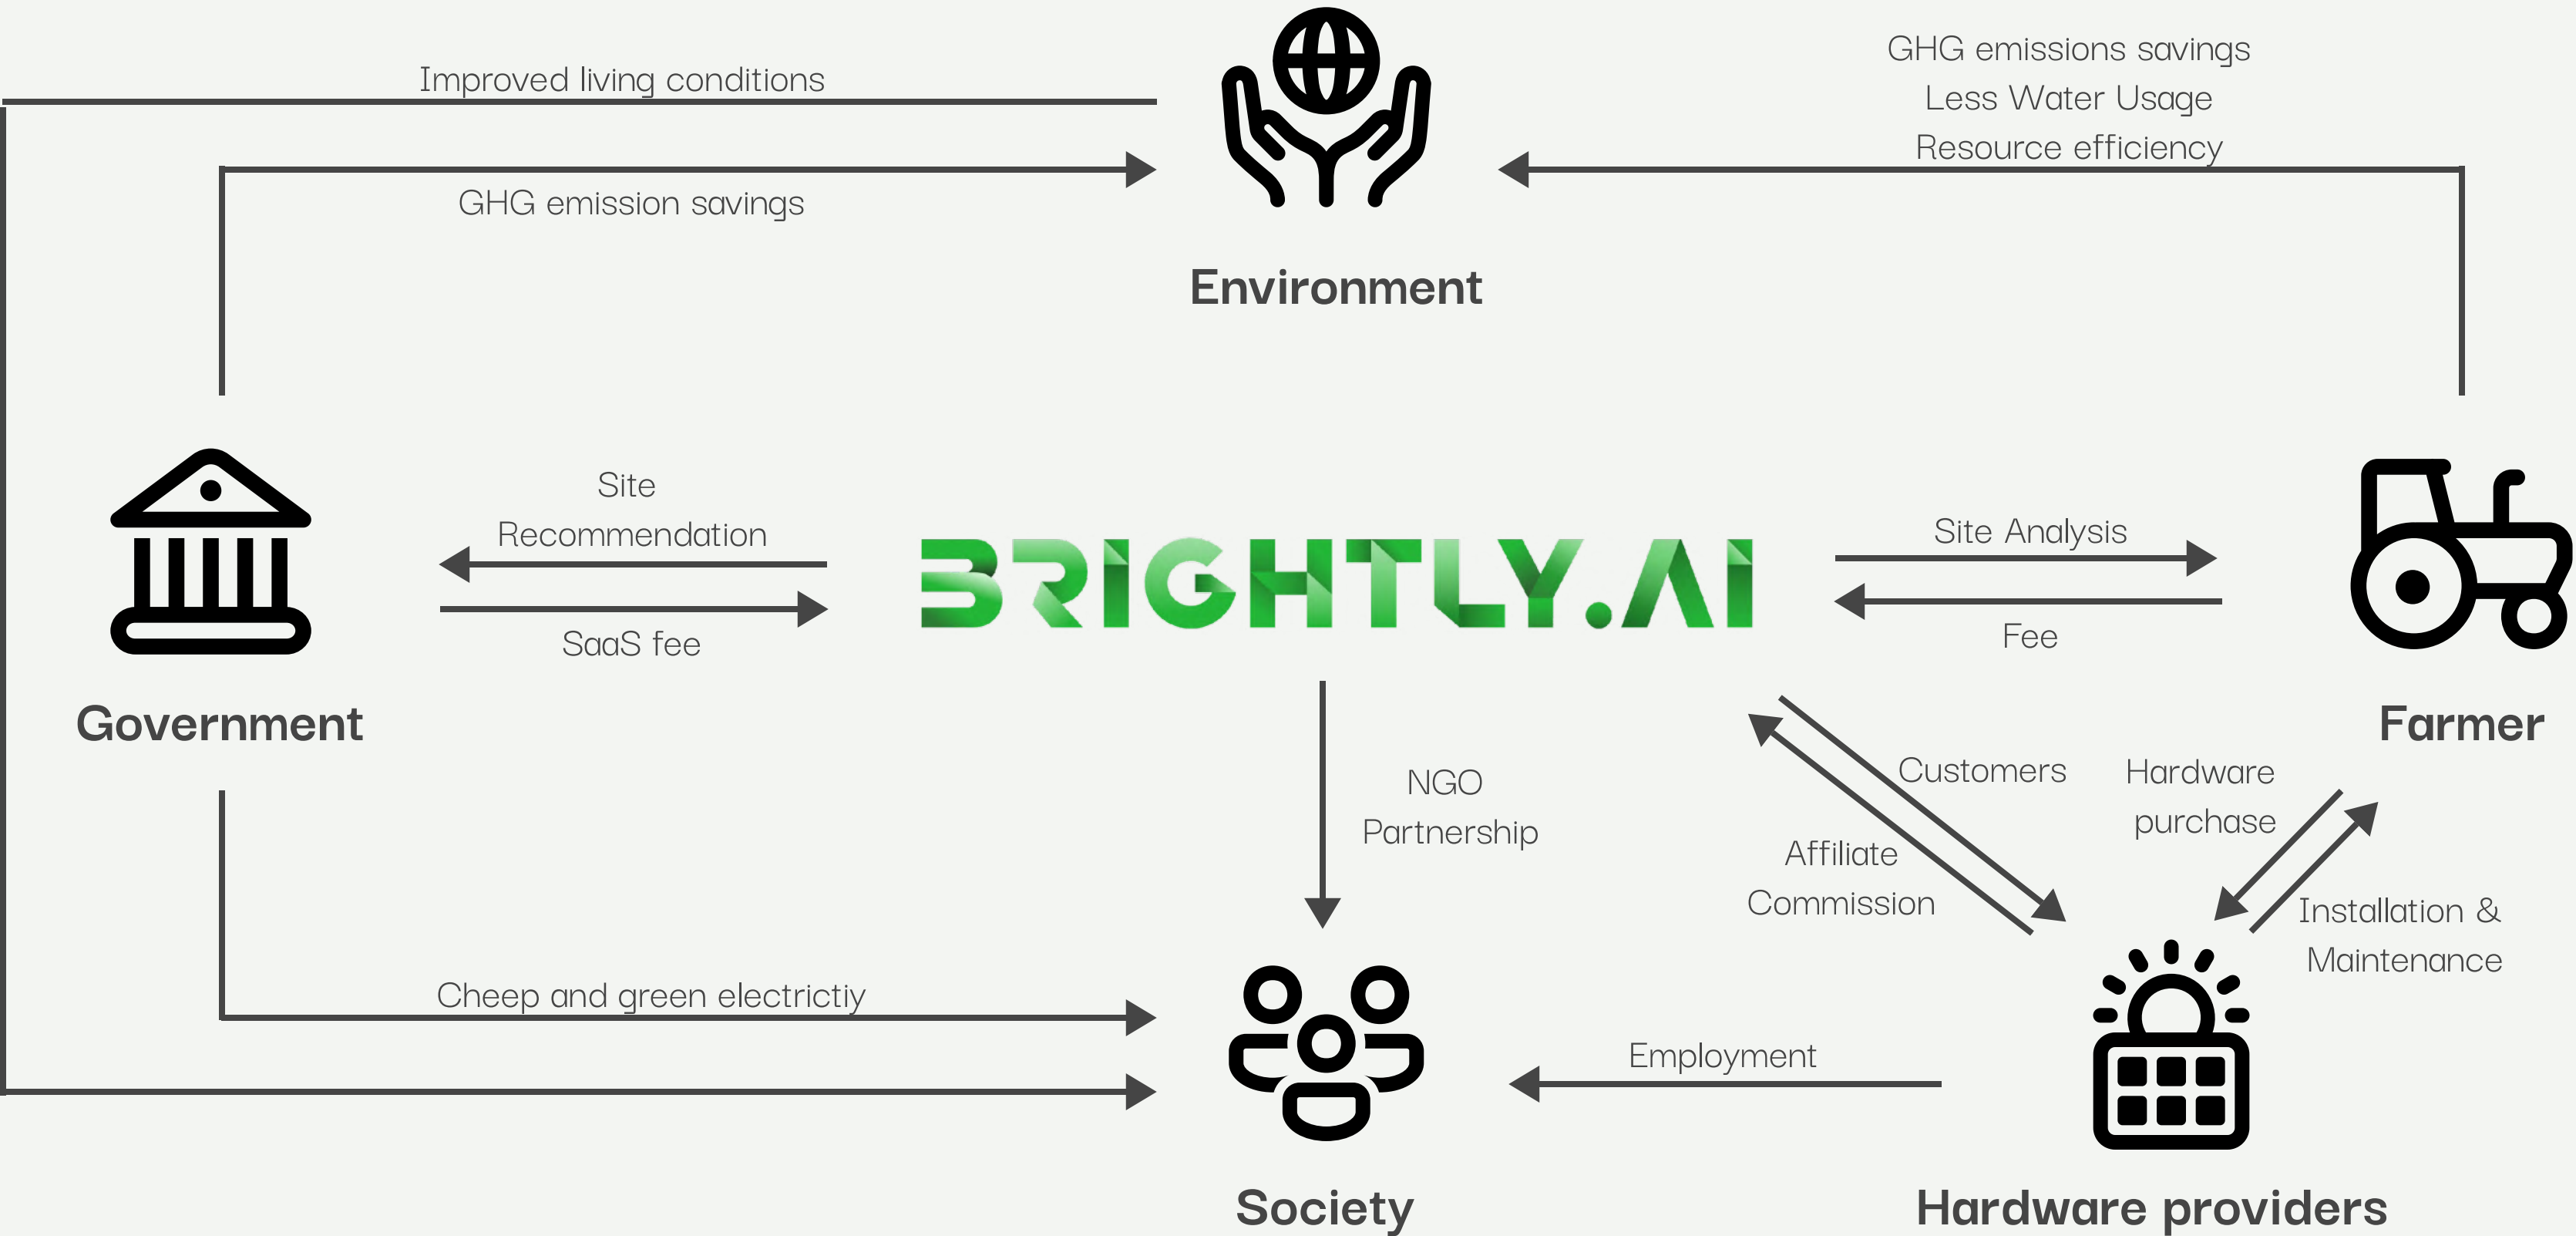 Improved living conditions
GHG emission savings
GHG emissions savings
Less Water Usage
Resource efficiency
Environment
Site
Recommendation
SaaS fee
BRIGHTLY.AI
Site Analysis
Fee
Government
Farmer
NGO
Partnership
Customers
Affiliate
Commission
Hardware
purchase
Installation &
Maintenance
Cheep and green electrictiy
Employment
Society
Hardware providers